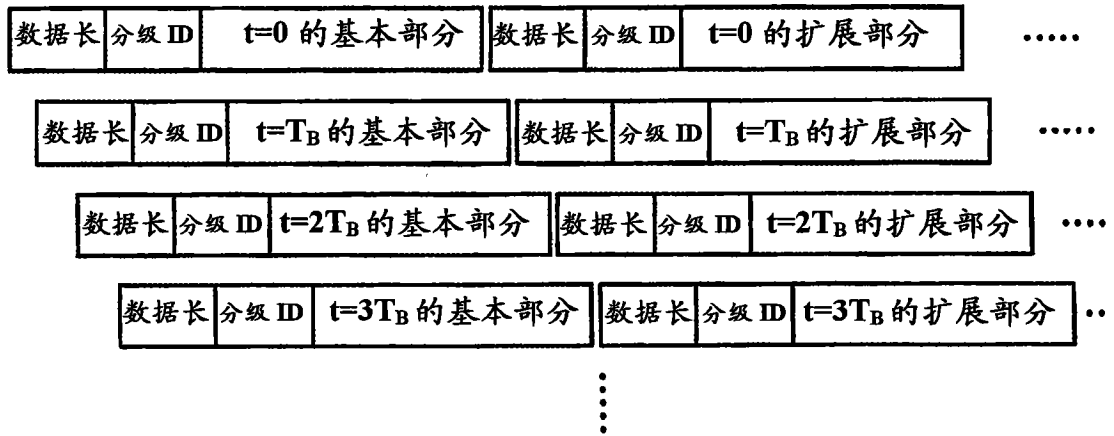 数据长 分级 ID t=0 的基本部分 数据长 分级 ID t=0 的扩展部分 ·····
数据长 分级 ID t=TB 的基本部分 数据长 分级 ID t=TB 的扩展部分 ·····
数据长 分级 ID t=2TB 的基本部分 数据长 分级 ID t=2TB 的扩展部分 ····
数据长 分级 ID t=3TB 的基本部分 数据长 分级 ID t=3TB 的扩展部分 ··